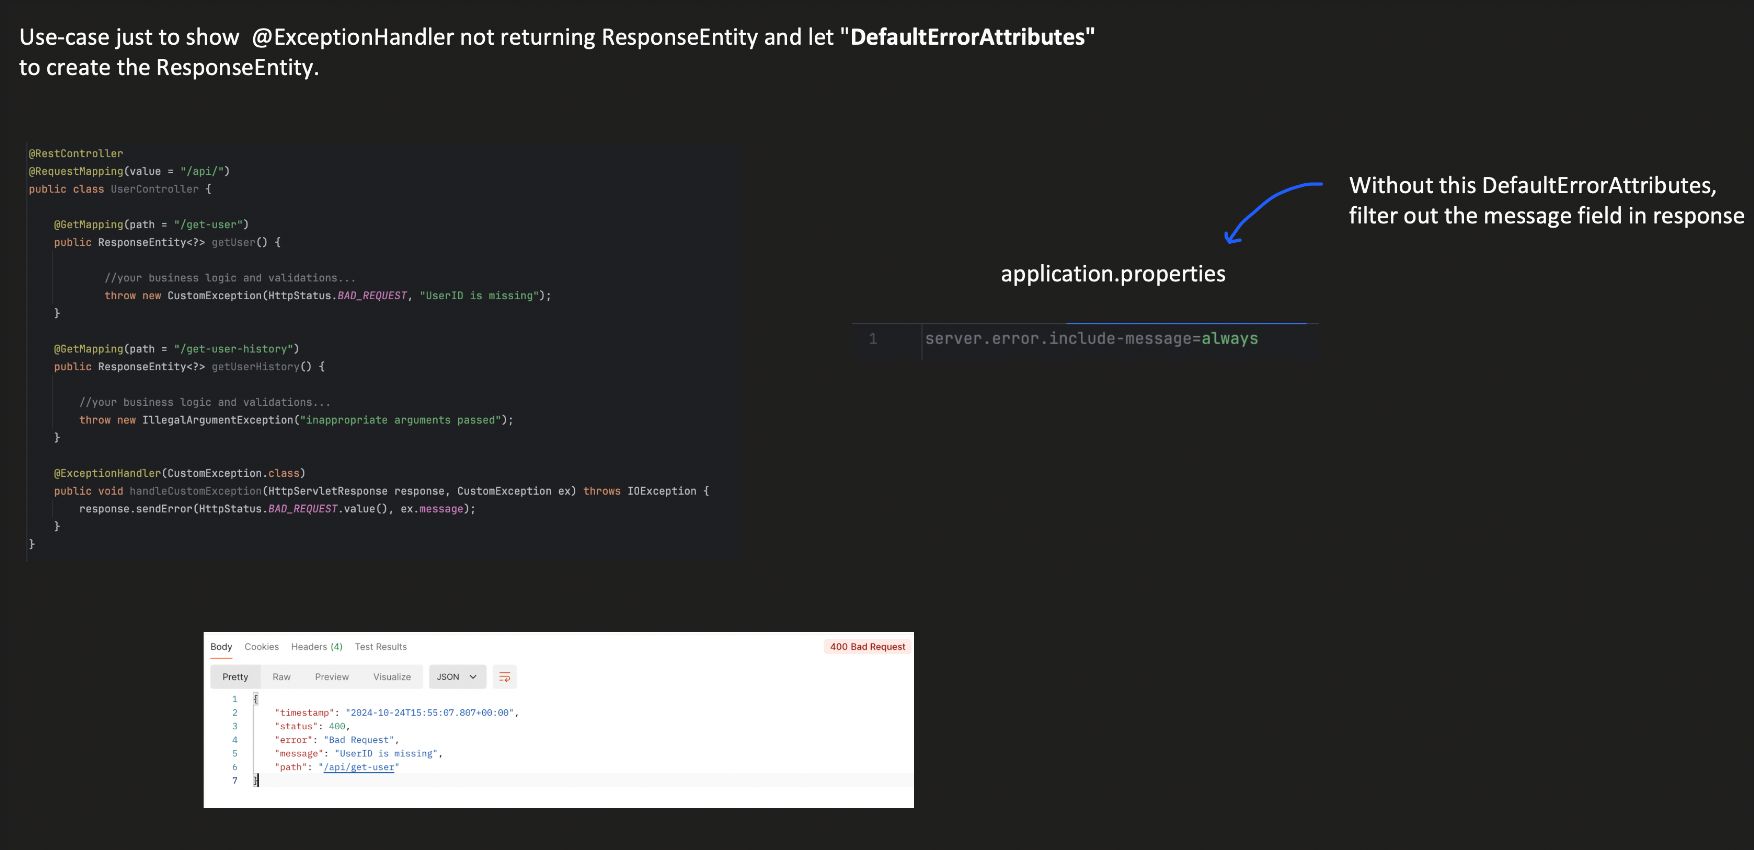 Use-case just to show  @ExceptionHandler not returning ResponseEntity and let "DefaultErrorAttributes"
to create the ResponseEntity.
@RestController
@RequestMapping(value = "/api/")
public class UserController {
@GetMapping(path = "/get-user")
public ResponseEntity<?> getUser() {
//your business logic and validations...
throw new CustomException(HttpStatus.BAD_REQUEST, "UserID is missing");
}
@GetMapping(path = "/get-user-history")
public ResponseEntity<?> getUserHistory() {
//your business logic and validations...
throw new IllegalArgumentException("inappropriate arguments passed");
}
@ExceptionHandler(CustomException.class)
public void handleCustomException(HttpServletResponse response, CustomException ex) throws IOException {
response.sendError(HttpStatus.BAD_REQUEST.value(), ex.message);
}
}
Without this DefaultErrorAttributes,
filter out the message field in response
application.properties
1 server.error.include-message=always
Body Cookies Headers (4) Test Results 400 Bad Request
Pretty Raw Preview Visualize JSON
1 {
2 "timestamp": "2024-10-24T15:55:07.807+00:00",
3 "status": 400,
4 "error": "Bad Request",
5 "message": "UserID is missing",
6 "path": "/api/get-user"
7 }